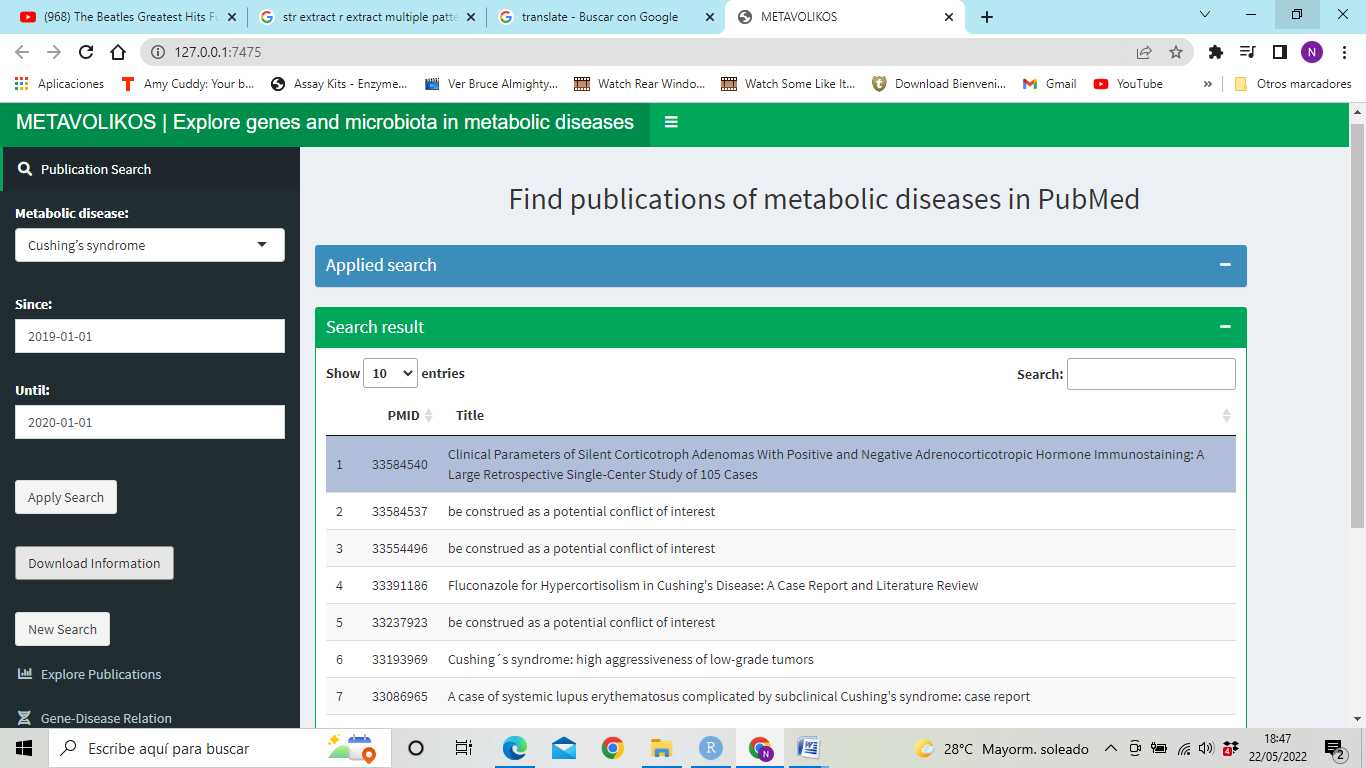 (968) The Beatles Greatest Hits Fu
str extract r extract multiple patte
translate - Buscar con Google
METAVOLIKOS
127.0.0.1:7475
N
Aplicaciones
Amy Cuddy: Your b...
Assay Kits - Enzyme...
Ver Bruce Almighty...
Watch Rear Windo...
Watch Some Like It...
Download Bienveni...
Gmail
YouTube
»
Otros marcadores
METAVOLIKOS | Explore genes and microbiota in metabolic diseases
Publication Search
Metabolic disease:
Cushing's syndrome
Since:
2019-01-01
Until:
2020-01-01
Apply Search
Download Information
New Search
Explore Publications
Gene-Disease Relation
Find publications of metabolic diseases in PubMed
Applied search
Search result
Show 10 entries
Search:
PMID Title
1 33584540 Clinical Parameters of Silent Corticotroph Adenomas With Positive and Negative Adrenocorticotropic Hormone Immunostaining: A
Large Retrospective Single-Center Study of 105 Cases
2 33584537 be construed as a potential conflict of interest
3 33554496 be construed as a potential conflict of interest
4 33391186 Fluconazole for Hypercortisolism in Cushing's Disease: A Case Report and Literature Review
5 33237923 be construed as a potential conflict of interest
6 33193969 Cushing´s syndrome: high aggressiveness of low-grade tumors
7 33086965 A case of systemic lupus erythematosus complicated by subclinical Cushing's syndrome: case report
Escribe aquí para buscar
28°C Mayorm. soleado
18:47
22/05/2022
2